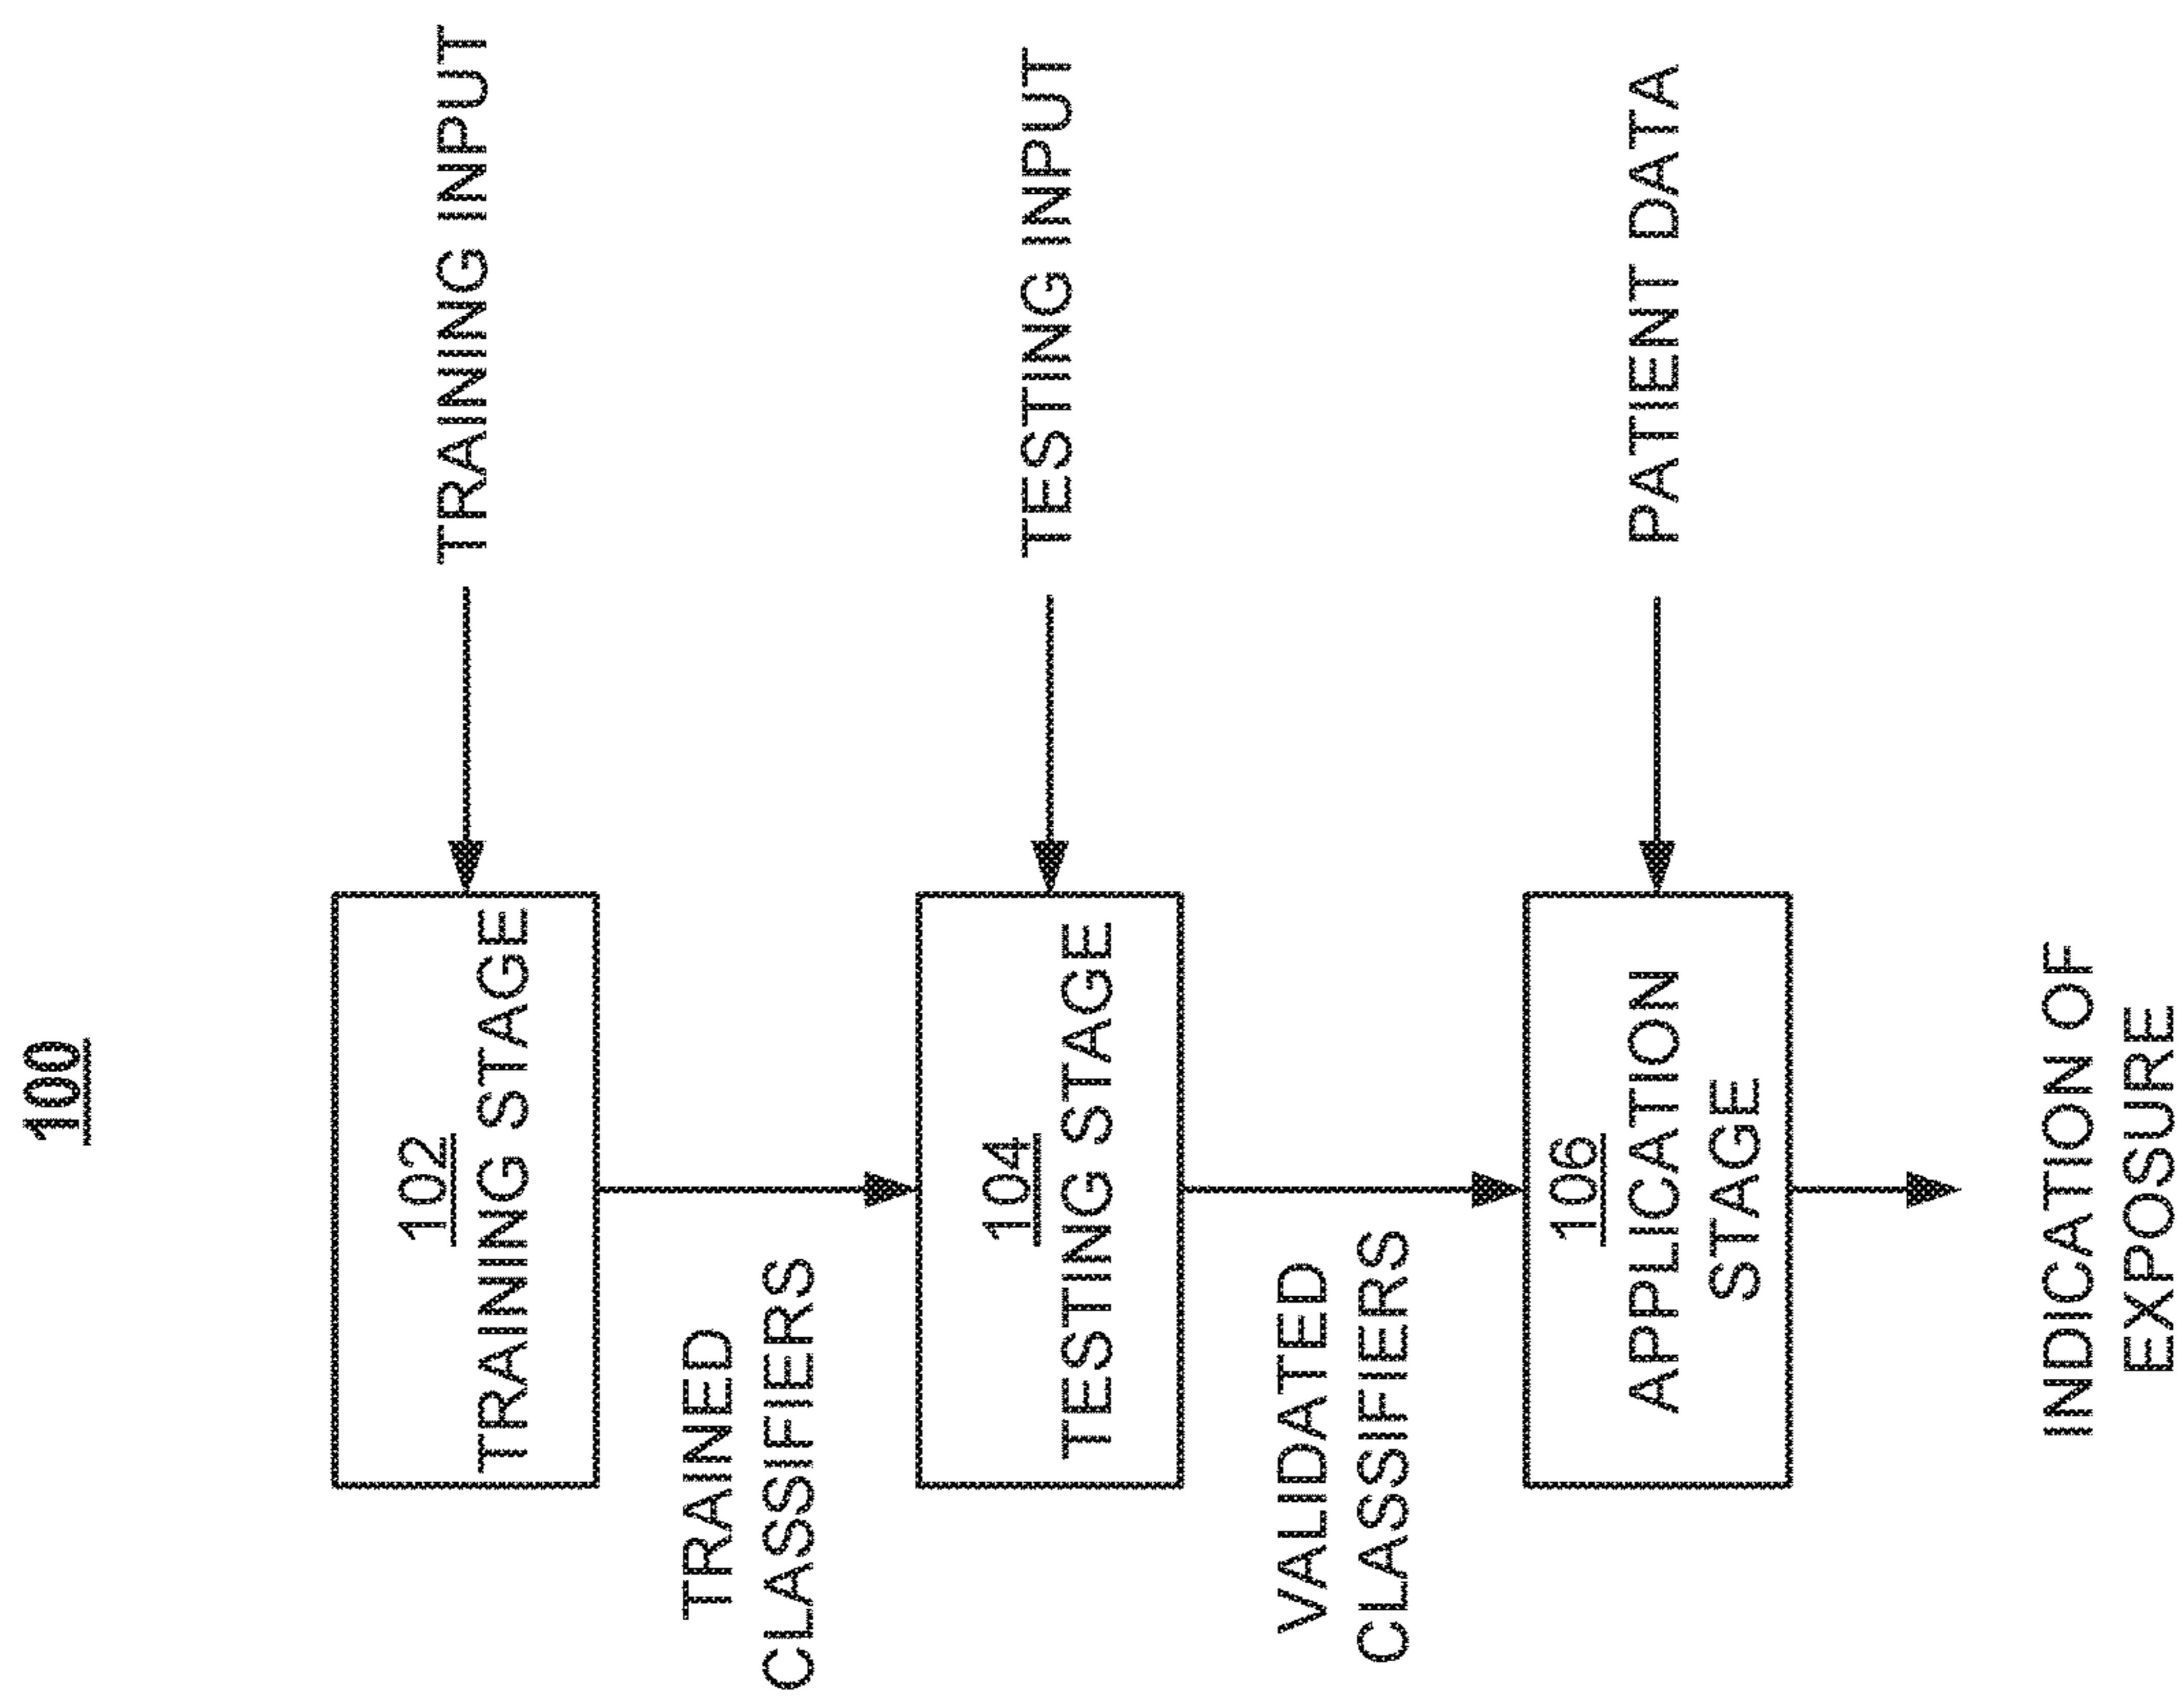 100
TRAINING INPUT
102
TRAINING STAGE
TRAINED
CLASSIFIERS
TESTING INPUT
104
TESTING STAGE
VALIDATED
CLASSIFIERS
PATIENT DATA
106
APPLICATION
STAGE
INDICATION OF
EXPOSURE